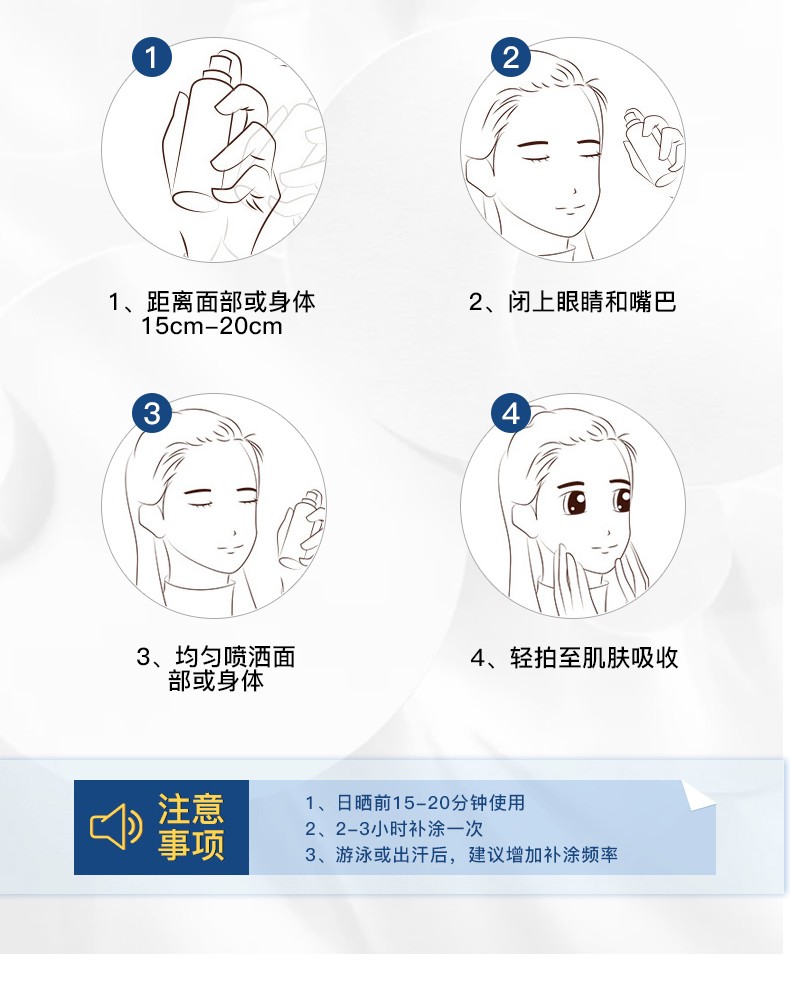 1
2
1、距离面部或身体
15cm-20cm
2、闭上眼睛和嘴巴
3
4
3、均匀喷洒面
部或身体
4、轻拍至肌肤吸收
注意
事项
1、日晒前15-20分钟使用
2、2-3小时补涂一次
3、游泳或出汗后，建议增加补涂频率